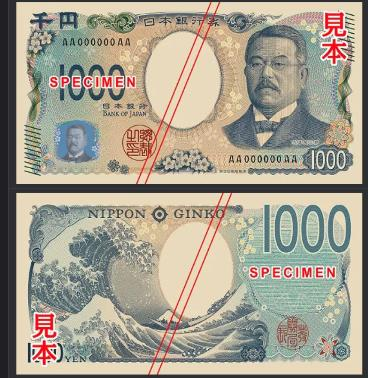 千円
日本銀行券
見本
AA000000AA
1000
SPECIMEN
日本銀行
BANK OF JAPAN
AA000000AA
1000
NIPPON GINKO
1000
SPECIMEN
見本
YEN